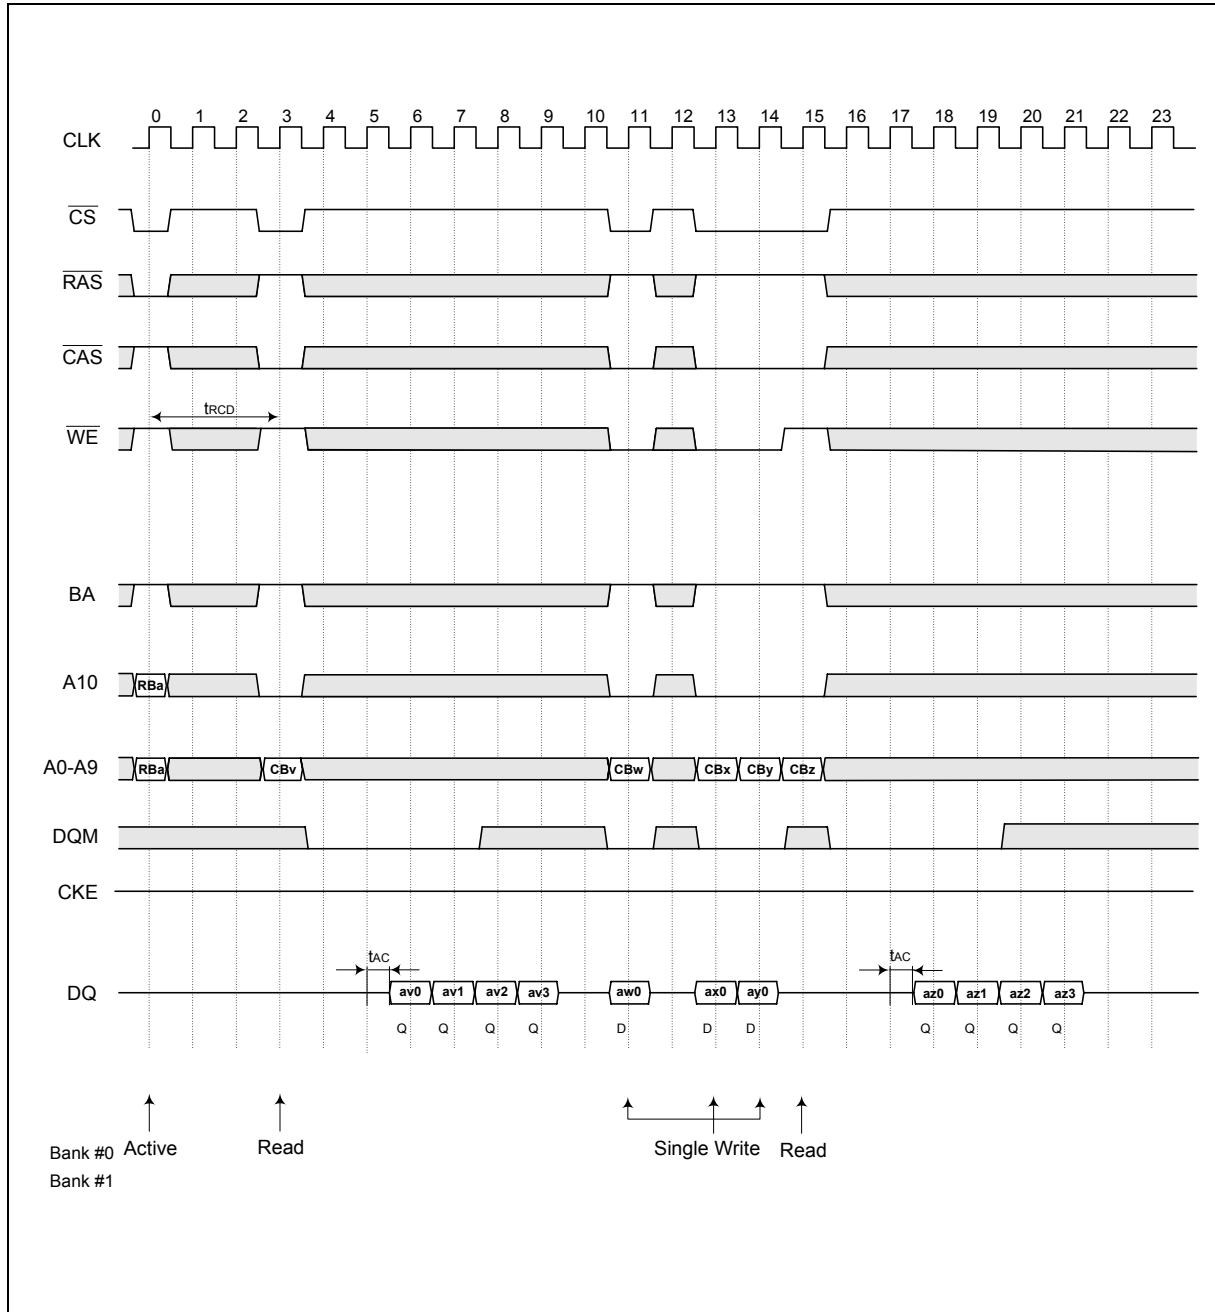 0 1 2 3 4 5 6 7 8 9 10 11 12 13 14 15 16 17 18 19 20 21 22 23
CLK
CS
RAS
CAS
tRCD
WE
BA
A10 RBa
A0-A9 RBa CBv CBw CBx CBy CBz
DQM
CKE
tAC tAC
DQ av0 av1 av2 av3 aw0 ax0 ay0 az0 az1 az2 az3
Q Q Q Q D D D Q Q Q Q
Bank #0 Active Read Single Write Read
Bank #1